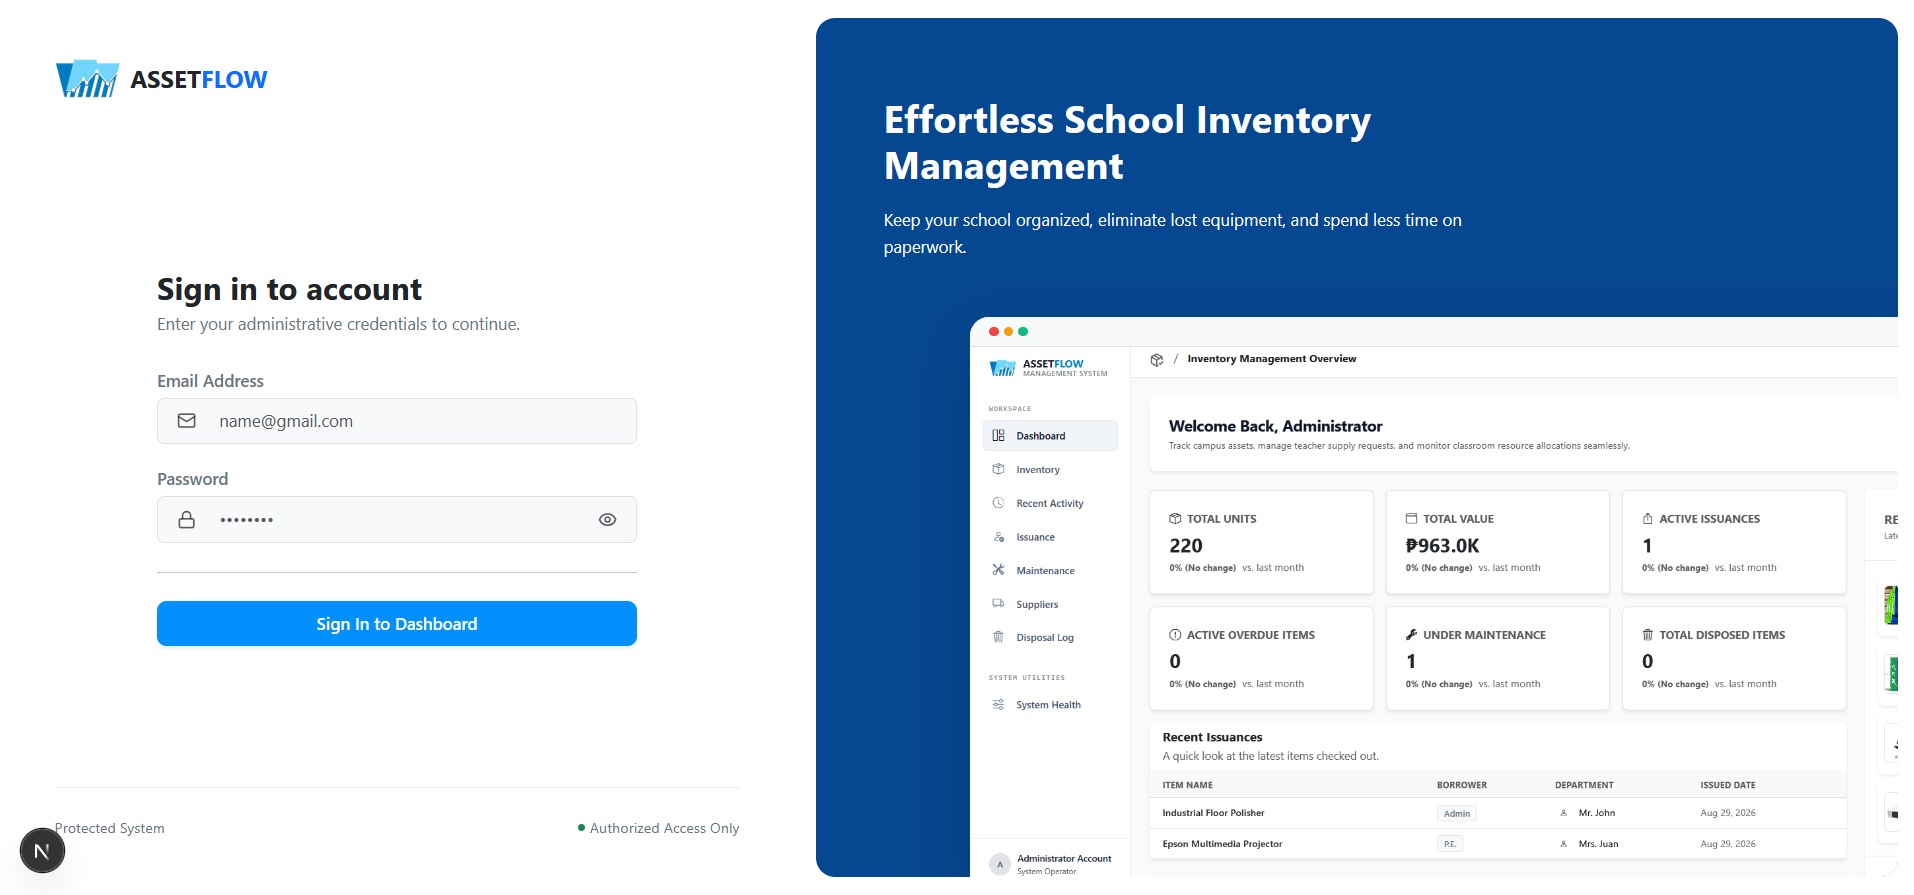 ASSETFLOW
Sign in to account
Enter your administrative credentials to continue.
Email Address
name@gmail.com
Password
••••••••
Sign In to Dashboard
Protected System
Authorized Access Only
N
Effortless School Inventory
Management
Keep your school organized, eliminate lost equipment, and spend less time on
paperwork.
ASSETFLOW
MANAGEMENT SYSTEM
WORKSPACE
Dashboard
Inventory
Recent Activity
Issuance
Maintenance
Suppliers
Disposal Log
SYSTEM UTILITIES
System Health
A
Administrator Account
System Operator
/ Inventory Management Overview
Welcome Back, Administrator
Track campus assets, manage teacher supply requests, and monitor classroom resource allocations seamlessly.
TOTAL UNITS
220
0% (No change) vs. last month
TOTAL VALUE
₱963.0K
0% (No change) vs. last month
ACTIVE ISSUANCES
1
0% (No change) vs. last month
ACTIVE OVERDUE ITEMS
0
0% (No change) vs. last month
UNDER MAINTENANCE
1
0% (No change) vs. last month
TOTAL DISPOSED ITEMS
0
0% (No change) vs. last month
Recent Issuances
A quick look at the latest items checked out.
ITEM NAME BORROWER DEPARTMENT ISSUED DATE
Industrial Floor Polisher Admin Mr. John Aug 29, 2026
Epson Multimedia Projector P.E. Mrs. Juan Aug 29, 2026